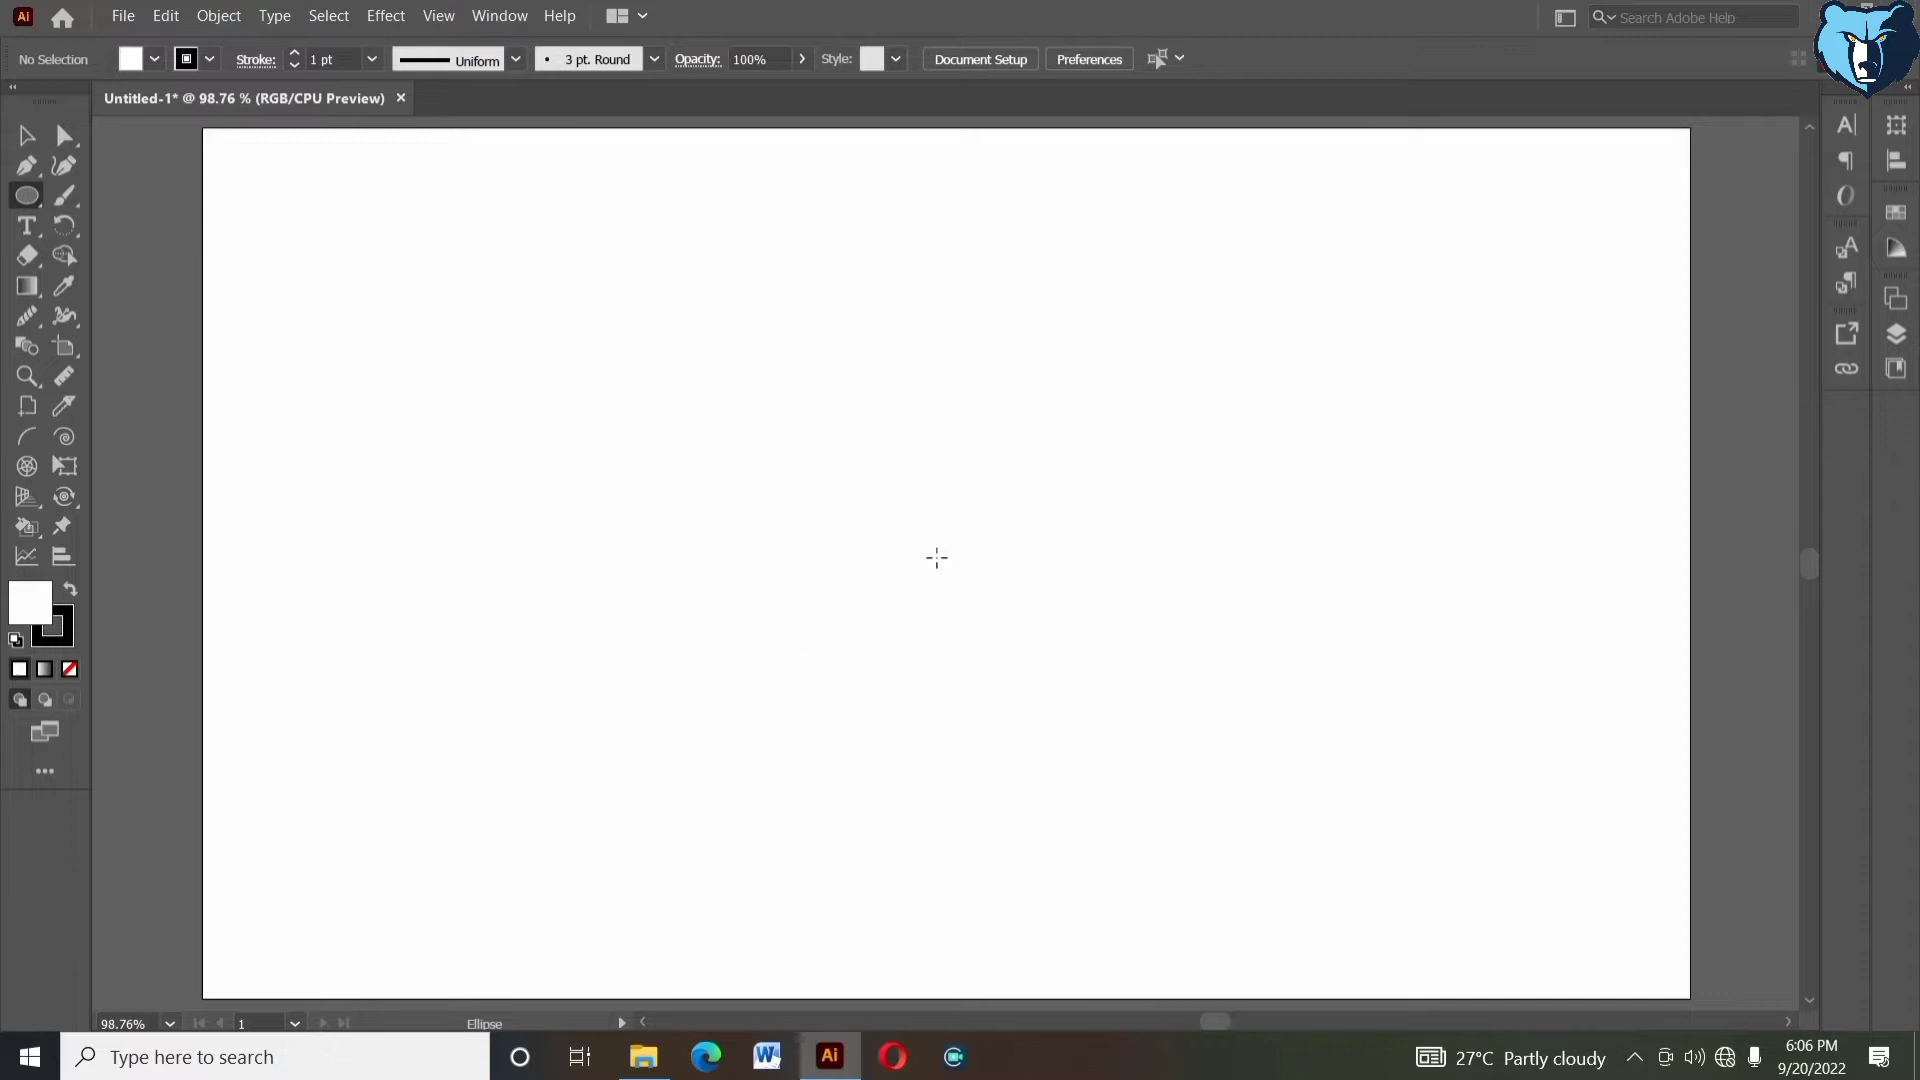 Ai File Edit Object Type Select Effect View Window Help Search Adobe Help
No Selection Stroke: 1 pt Uniform 3 pt. Round Opacity: 100% Style: Document Setup Preferences
Untitled-1* @ 98.76 % (RGB/CPU Preview)
98.76% 1 Ellipse
Type here to search W Ai 27°C Partly cloudy 6:06 PM
9/20/2022